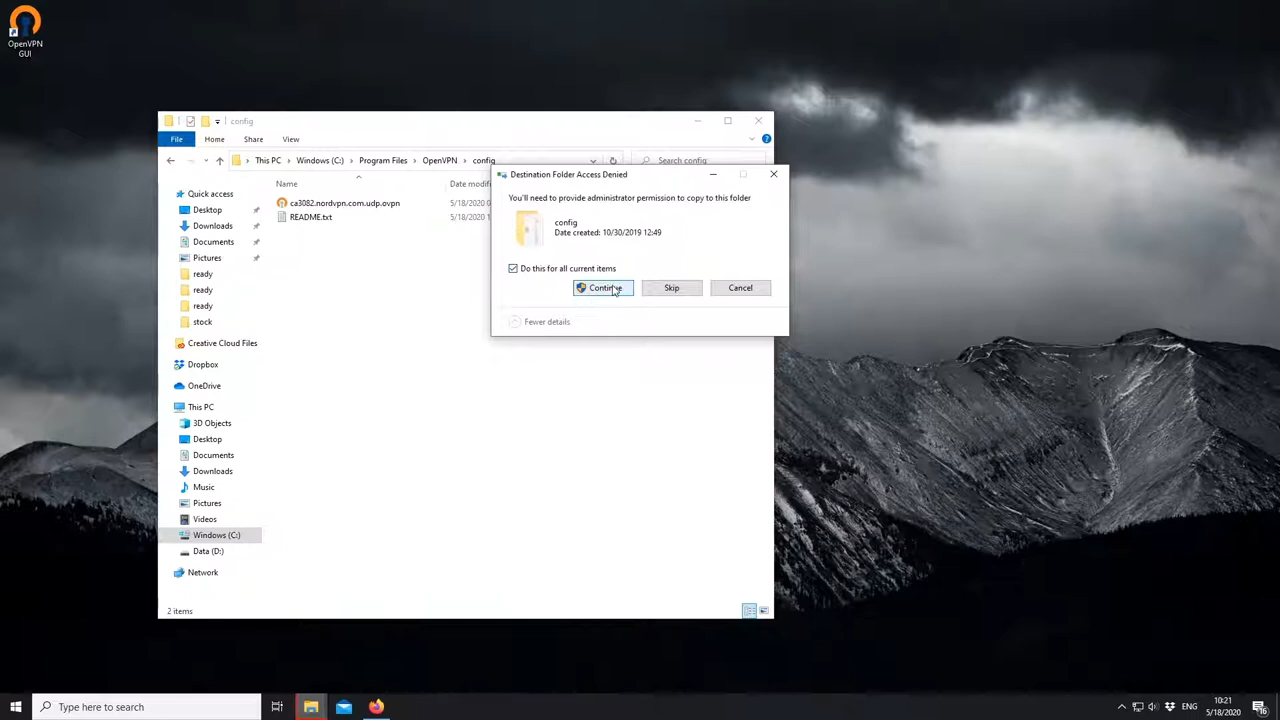 OpenVPN
GUI
config
File Home Share View
This PC Windows (C:) Program Files OpenVPN config Search config
Name Date modifi
Quick access
Desktop
Downloads
Documents
Pictures
ready
ready
ready
stock
Creative Cloud Files
Dropbox
OneDrive
This PC
3D Objects
Desktop
Documents
Downloads
Music
Pictures
Videos
Windows (C:)
Data (D:)
Network
ca3082.nordvpn.com.udp.ovpn 5/18/2020 0
README.txt 5/18/2020 1
2 items
Destination Folder Access Denied
You'll need to provide administrator permission to copy to this folder
config
Date created: 10/30/2019 12:49
Do this for all current items
Continue Skip Cancel
Fewer details
Type here to search
ENG
10:21
5/18/2020
16